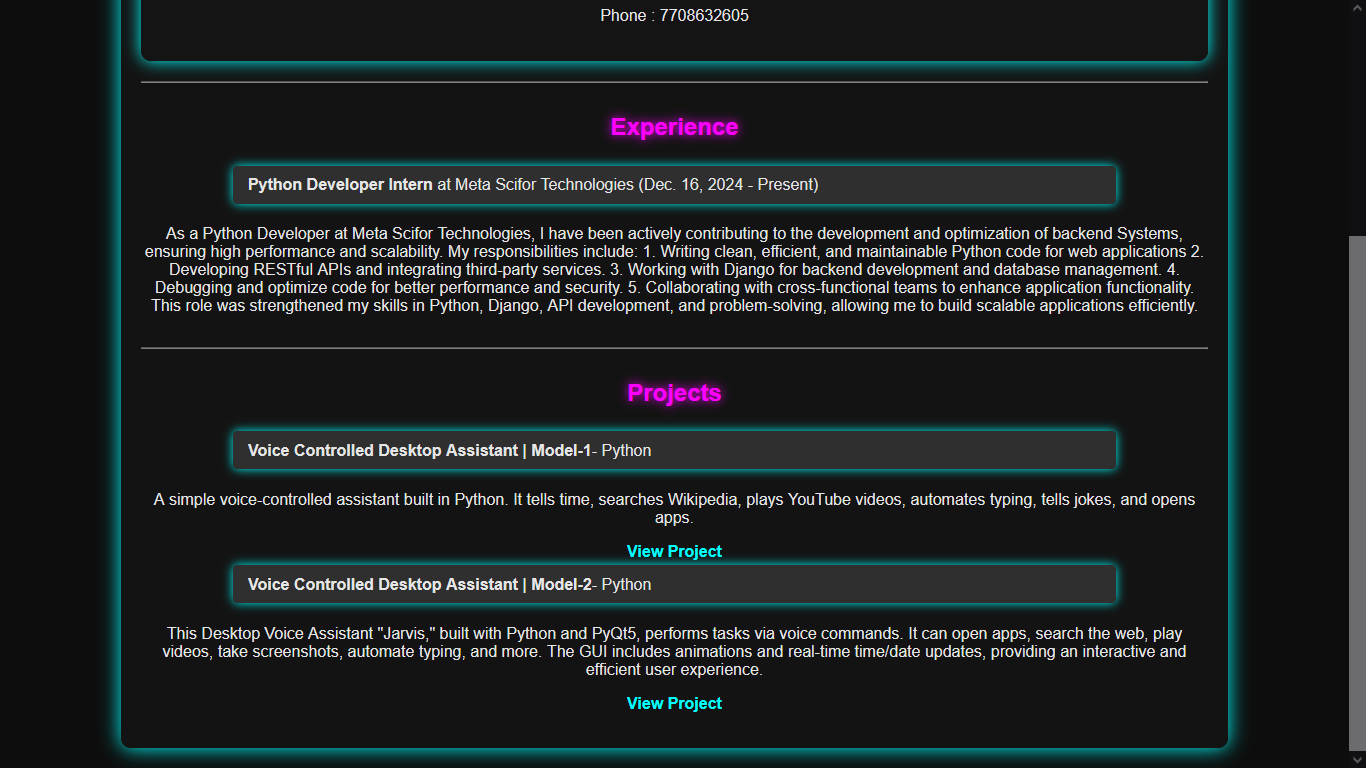 Phone : 7708632605
Experience
Python Developer Intern at Meta Scifor Technologies (Dec. 16, 2024 - Present)
As a Python Developer at Meta Scifor Technologies, I have been actively contributing to the development and optimization of backend Systems,
ensuring high performance and scalability. My responsibilities include: 1. Writing clean, efficient, and maintainable Python code for web applications 2.
Developing RESTful APIs and integrating third-party services. 3. Working with Django for backend development and database management. 4.
Debugging and optimize code for better performance and security. 5. Collaborating with cross-functional teams to enhance application functionality.
This role was strengthened my skills in Python, Django, API development, and problem-solving, allowing me to build scalable applications efficiently.
Projects
Voice Controlled Desktop Assistant | Model-1- Python
A simple voice-controlled assistant built in Python. It tells time, searches Wikipedia, plays YouTube videos, automates typing, tells jokes, and opens
apps.
View Project
Voice Controlled Desktop Assistant | Model-2- Python
This Desktop Voice Assistant "Jarvis," built with Python and PyQt5, performs tasks via voice commands. It can open apps, search the web, play
videos, take screenshots, automate typing, and more. The GUI includes animations and real-time time/date updates, providing an interactive and
efficient user experience.
View Project